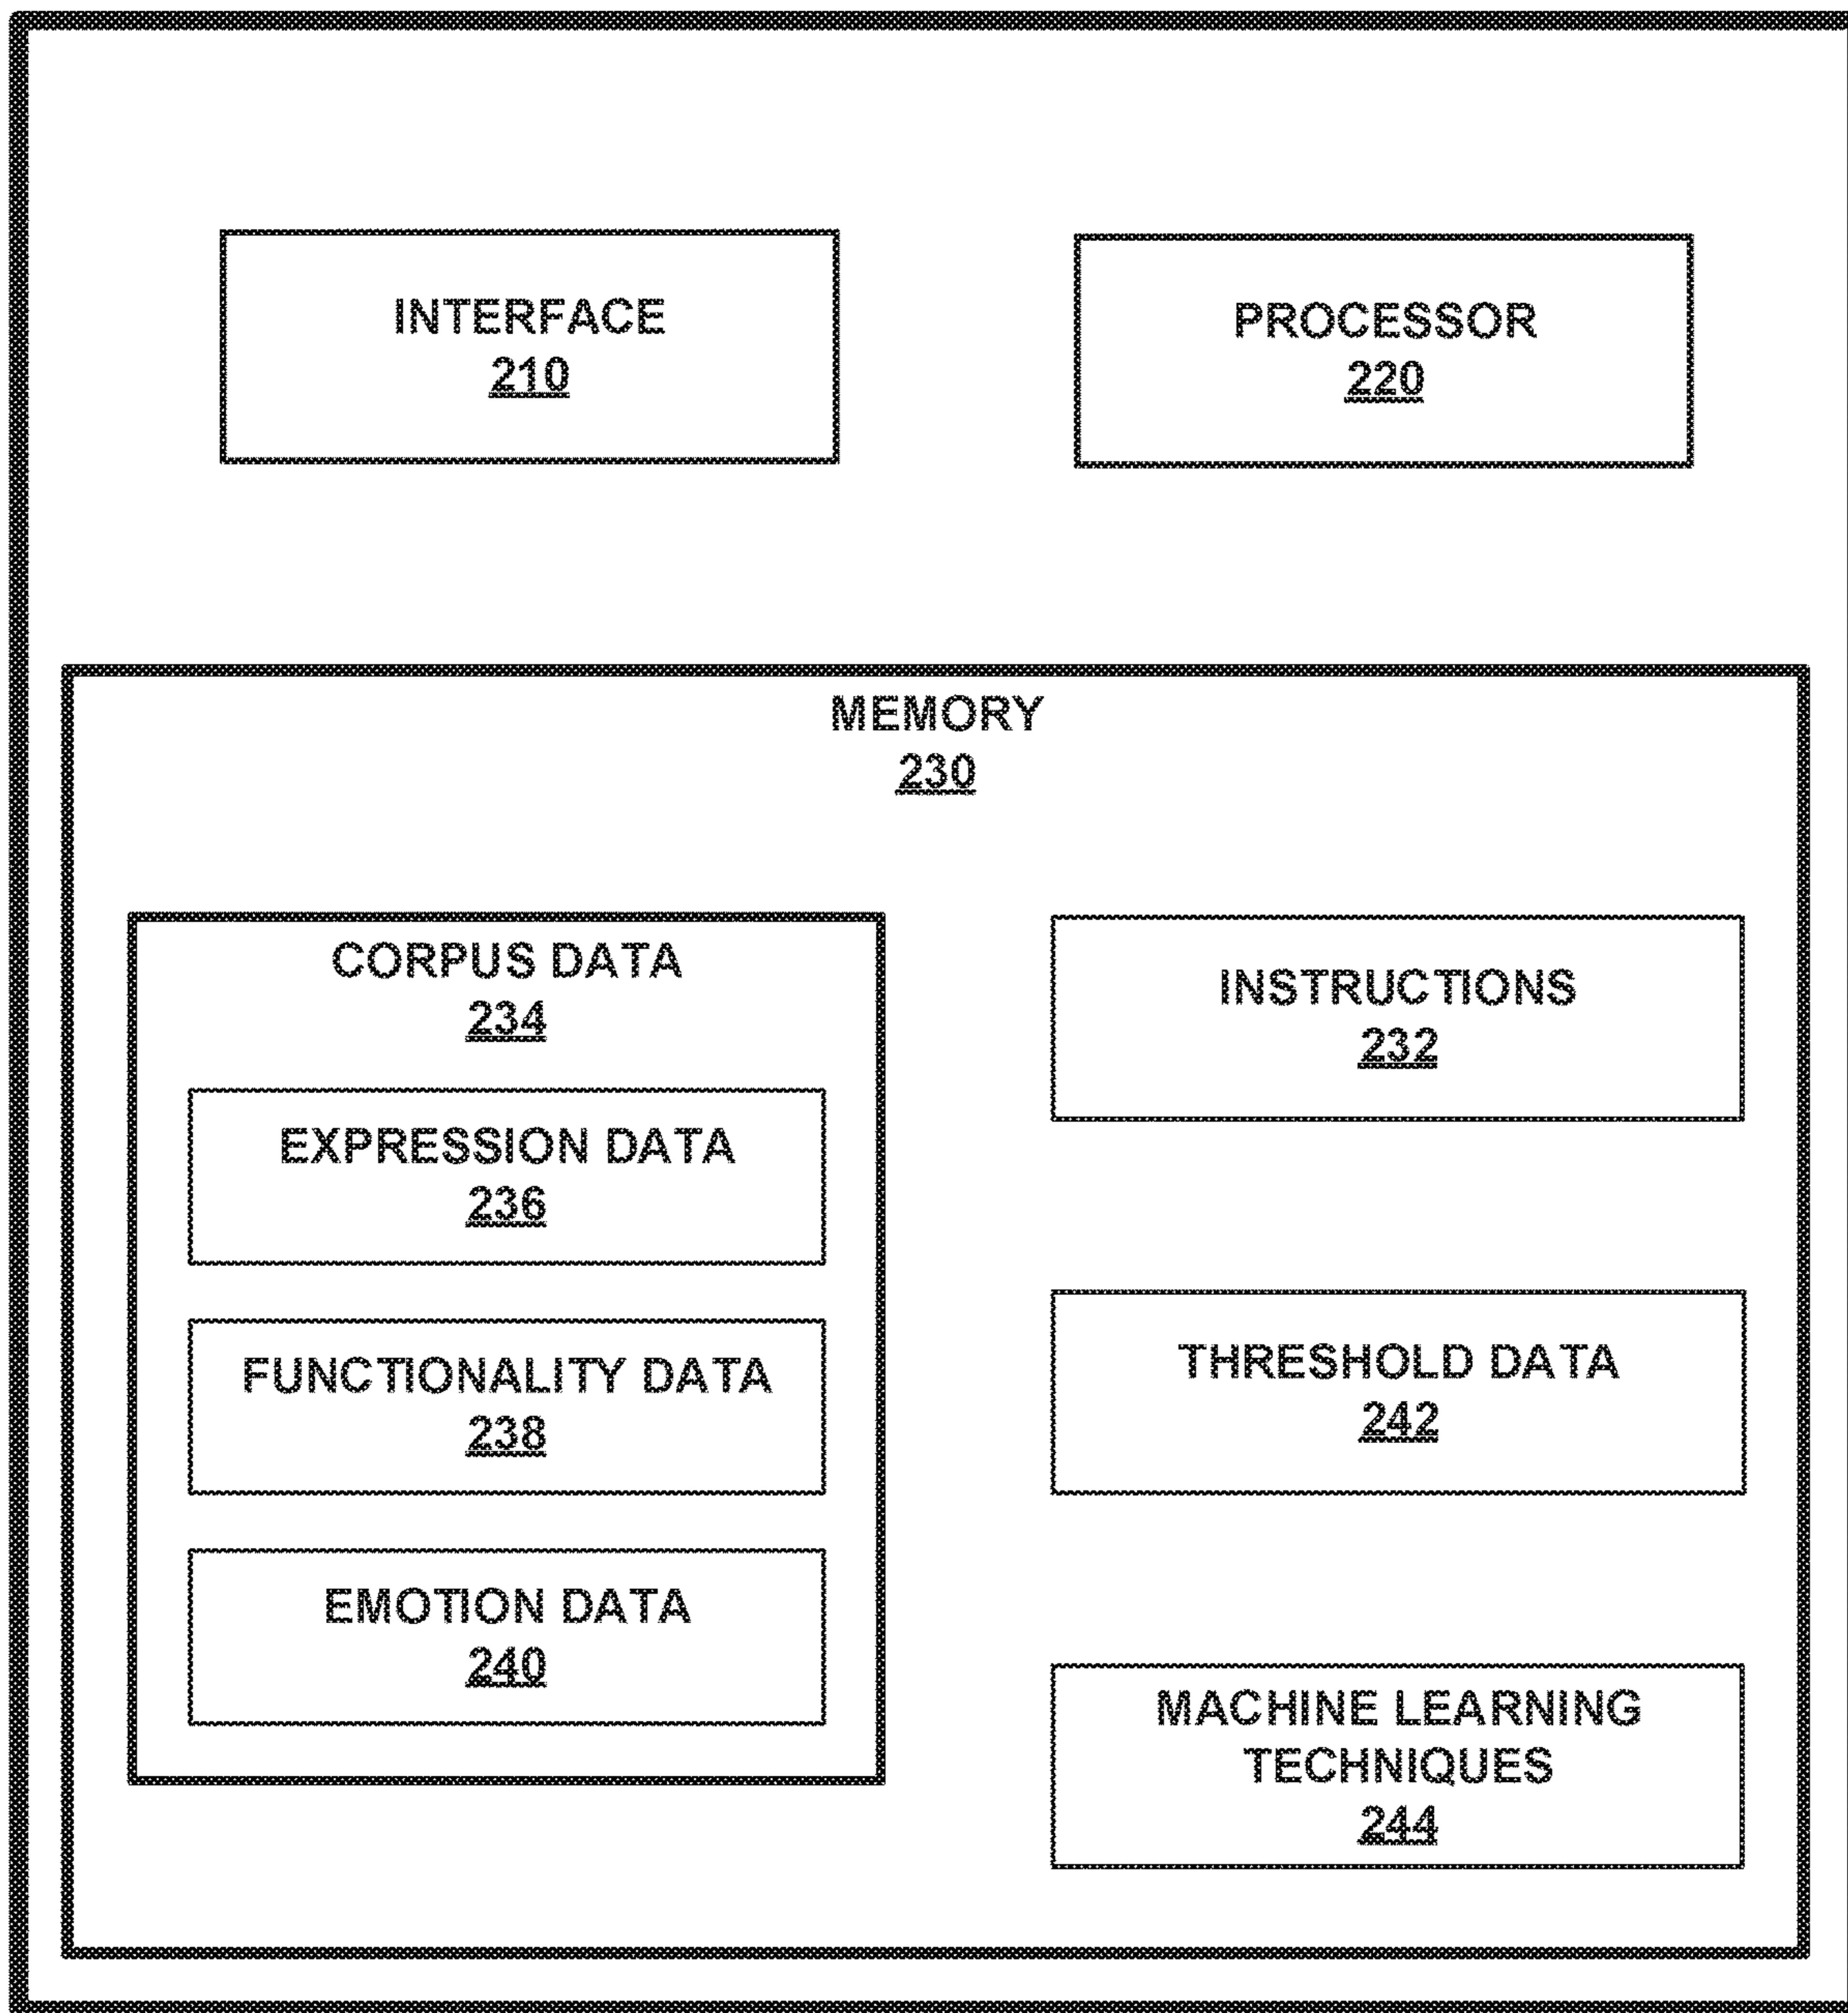 INTERFACE
210
PROCESSOR
220
MEMORY
230
CORPUS DATA
234
EXPRESSION DATA
236
FUNCTIONALITY DATA
238
EMOTION DATA
240
INSTRUCTIONS
232
THRESHOLD DATA
242
MACHINE LEARNING
TECHNIQUES
244